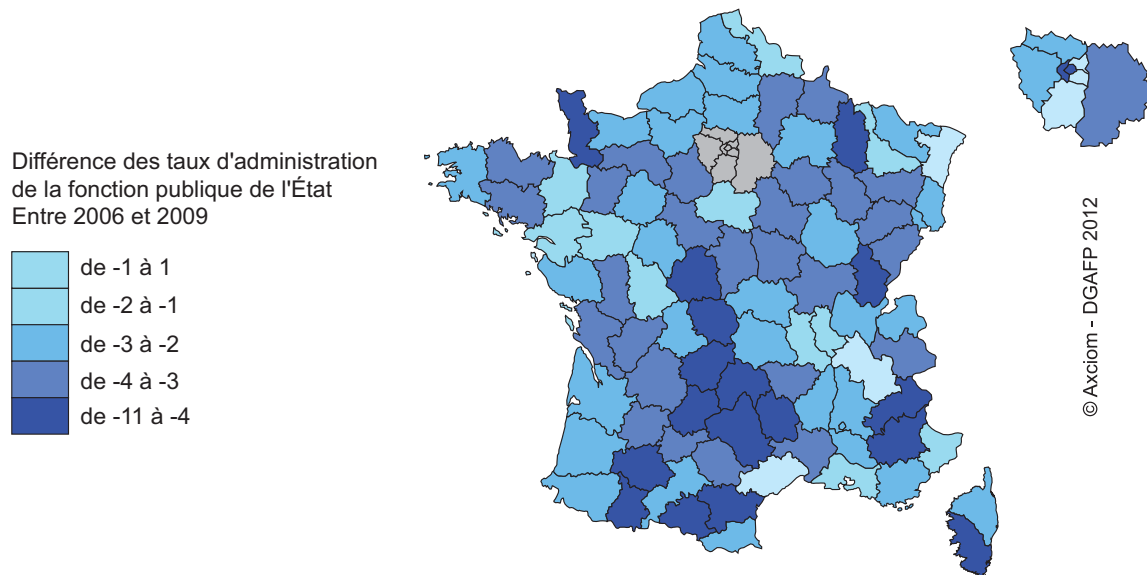 Différence des taux d'administration
de la fonction publique de l'État
Entre 2006 et 2009
de -1 à 1
de -2 à -1
de -3 à -2
de -4 à -3
de -11 à -4
© Axciom - DGAFP 2012